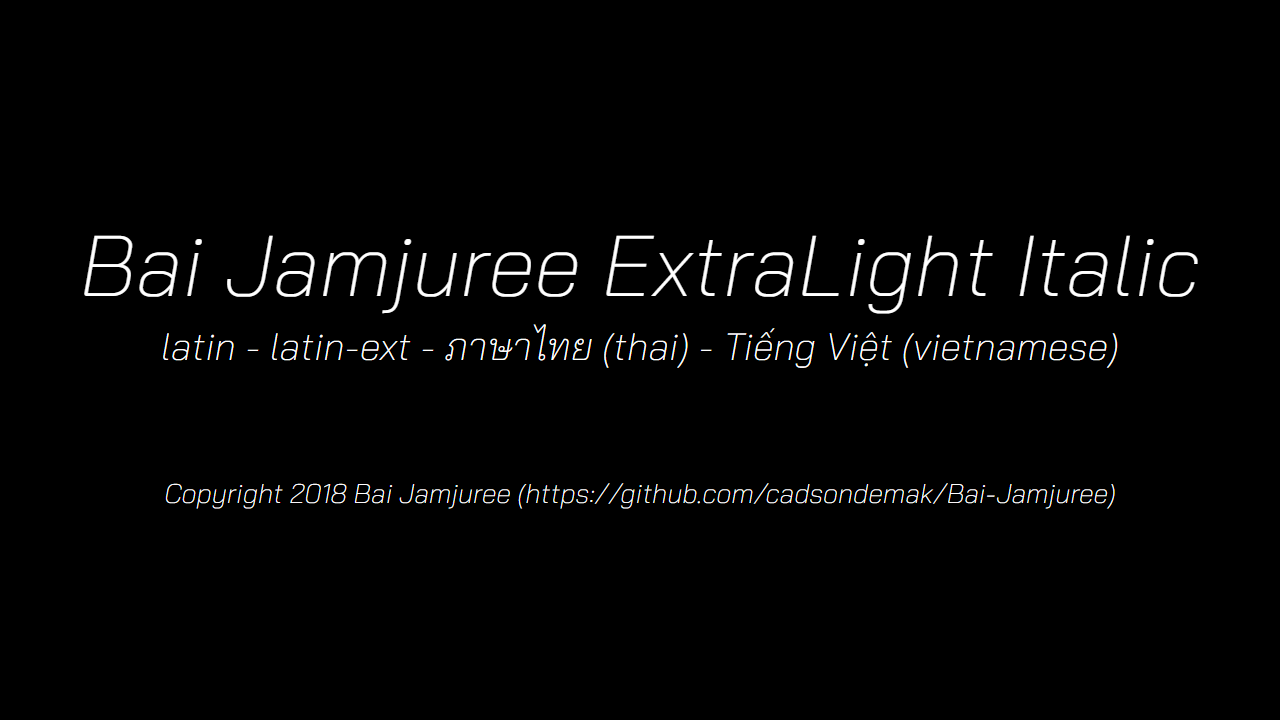 Bai Jamjuree ExtraLight Italic
latin - latin-ext - ภาษาไทย (thai) - Tiếng Việt (vietnamese)
Copyright 2018 Bai Jamjuree (https://github.com/cadsondemak/Bai-Jamjuree)